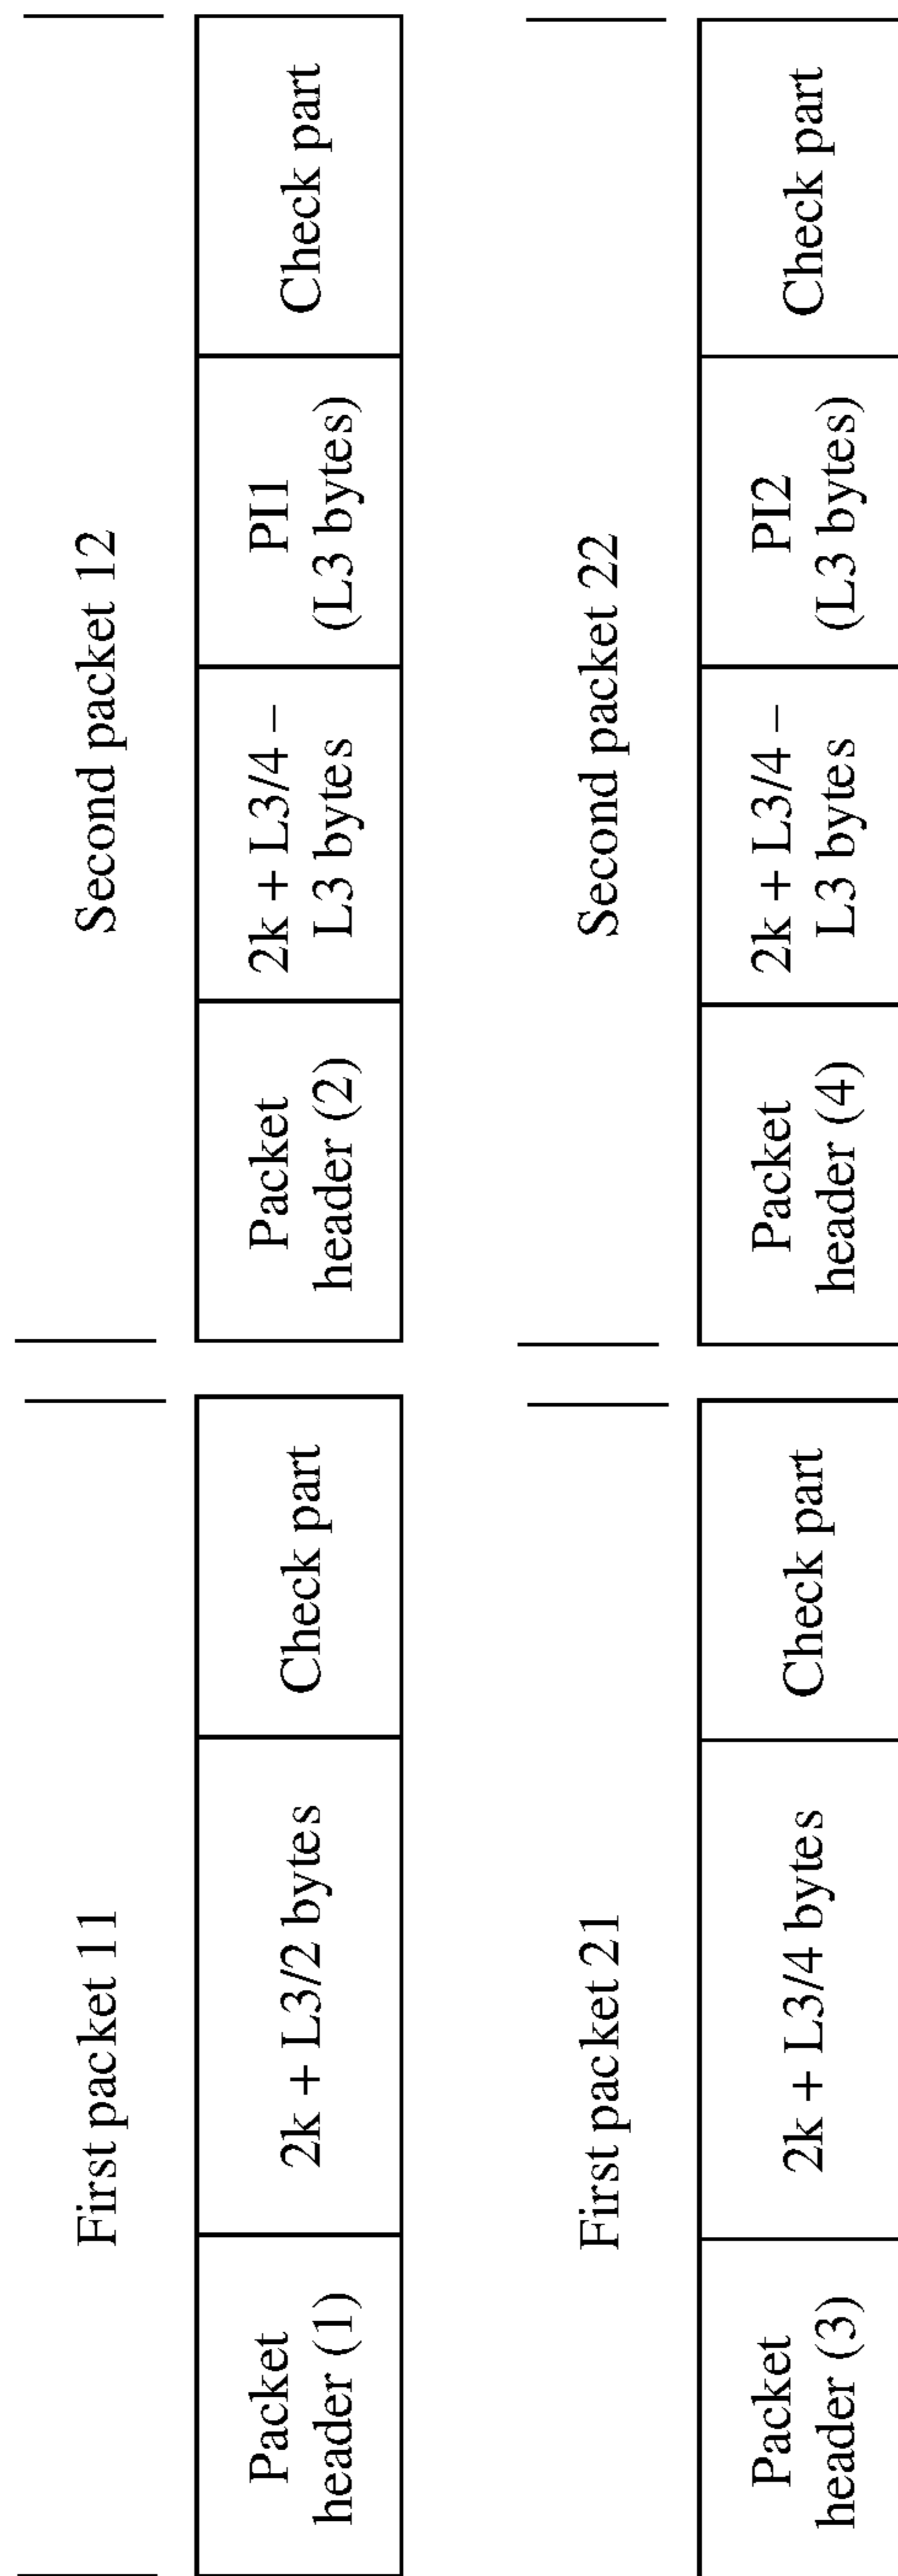 First packet 11
Second packet 12
Packet
header (1)
2k + L3/2 bytes
Check part
Packet
header (2)
2k + L3/4 –
L3 bytes
PI1
(L3 bytes)
Check part
First packet 21
Second packet 22
Packet
header (3)
2k + L3/4 bytes
Check part
Packet
header (4)
2k + L3/4 –
L3 bytes
PI2
(L3 bytes)
Check part